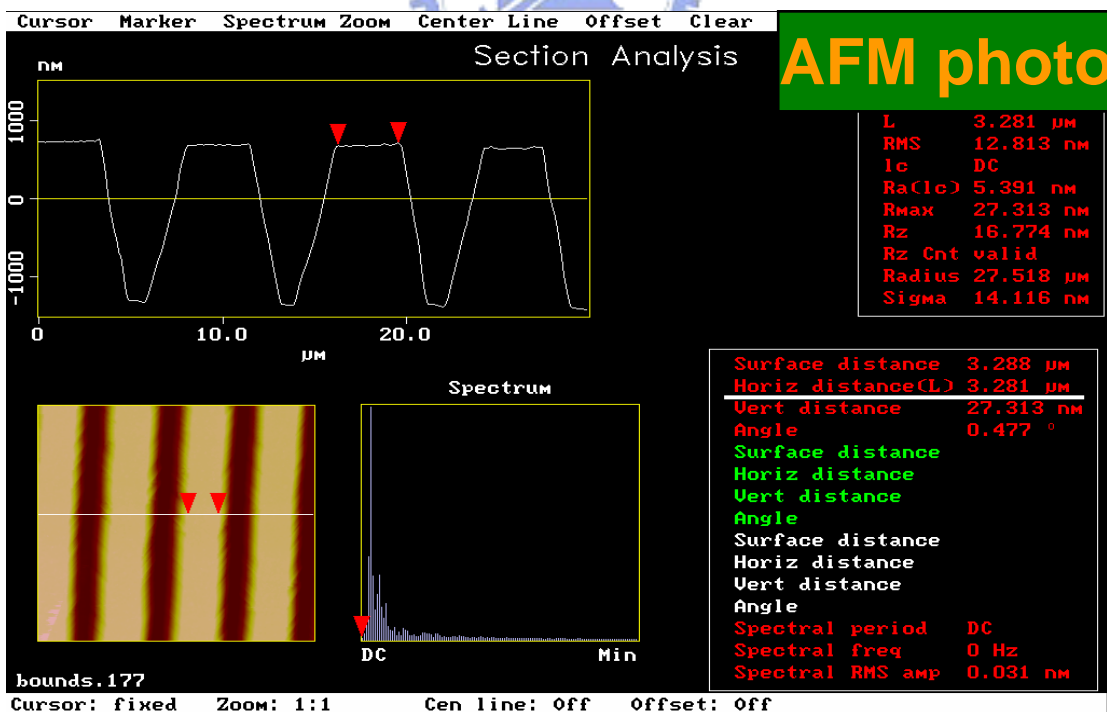 Cursor Marker Spectrum Zoom Center Line Offset Clear
AFM photo
Section Analysis
nm
1000
0
-1000
0 10.0 20.0
µm
L 3.281 µm
RMS 12.813 nm
lc DC
Ra(lc) 5.391 nm
Rmax 27.313 nm
Rz 16.774 nm
Rz Cnt valid
Radius 27.518 µm
Sigma 14.116 nm
Surface distance 3.288 µm
Horiz distance(L) 3.281 µm
Vert distance 27.313 nm
Angle 0.477 °
Surface distance
Horiz distance
Vert distance
Angle
Surface distance
Horiz distance
Vert distance
Angle
Spectral period DC
Spectral freq 0 Hz
Spectral RMS amp 0.031 nm
Spectrum
DC Min
bounds.177
Cursor: fixed Zoom: 1:1 Cen line: Off Offset: Off